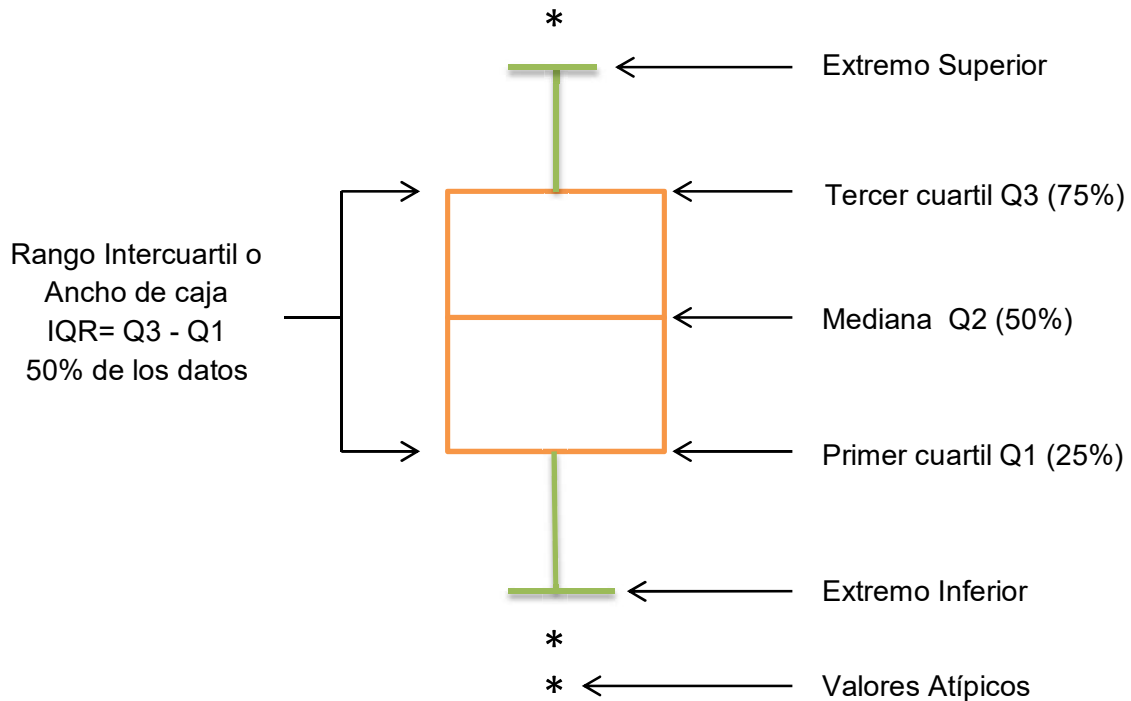 *
Extremo Superior
Tercer cuartil Q3 (75%)
Rango Intercuartil o
Ancho de caja
IQR= Q3 - Q1
50% de los datos
Mediana Q2 (50%)
Primer cuartil Q1 (25%)
Extremo Inferior
*
*
Valores Atípicos